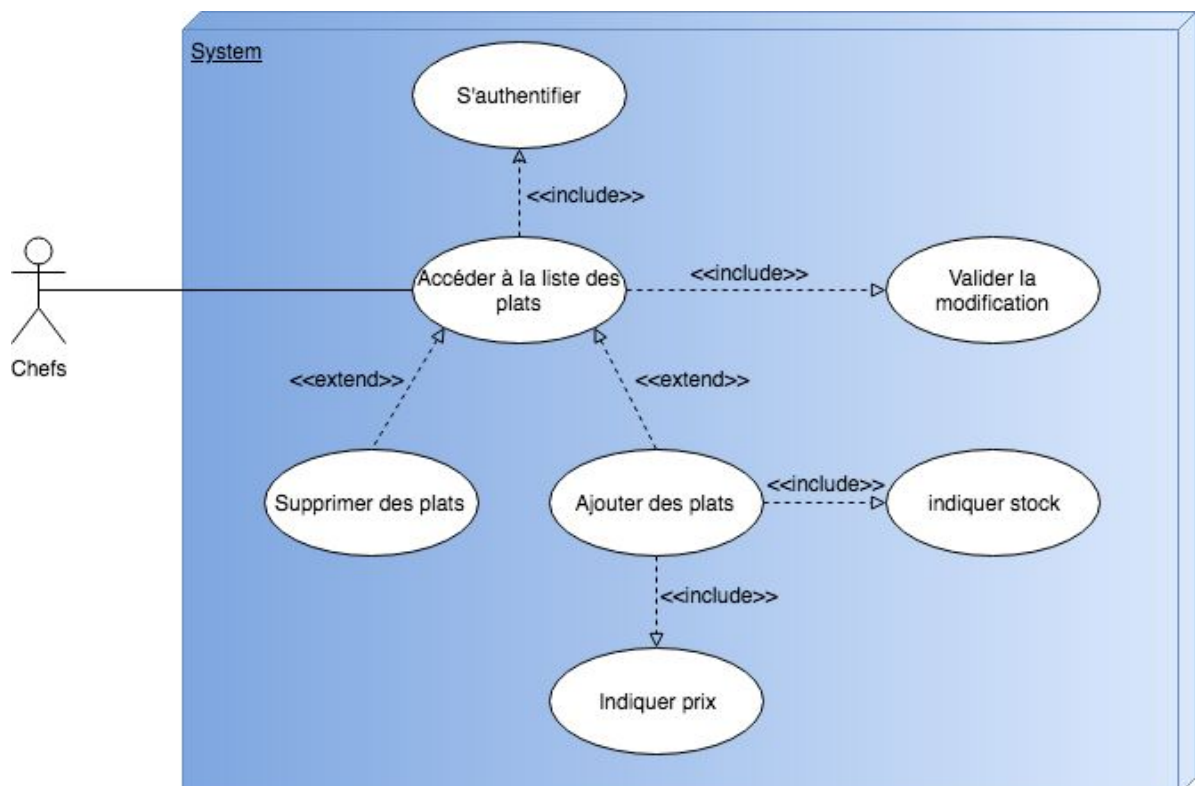 System
S'authentifier
<<include>>
Accéder à la liste des
plats
<<include>>
Valider la
modification
Chefs
<<extend>>
<<extend>>
Supprimer des plats
Ajouter des plats
<<include>>
indiquer stock
<<include>>
Indiquer prix